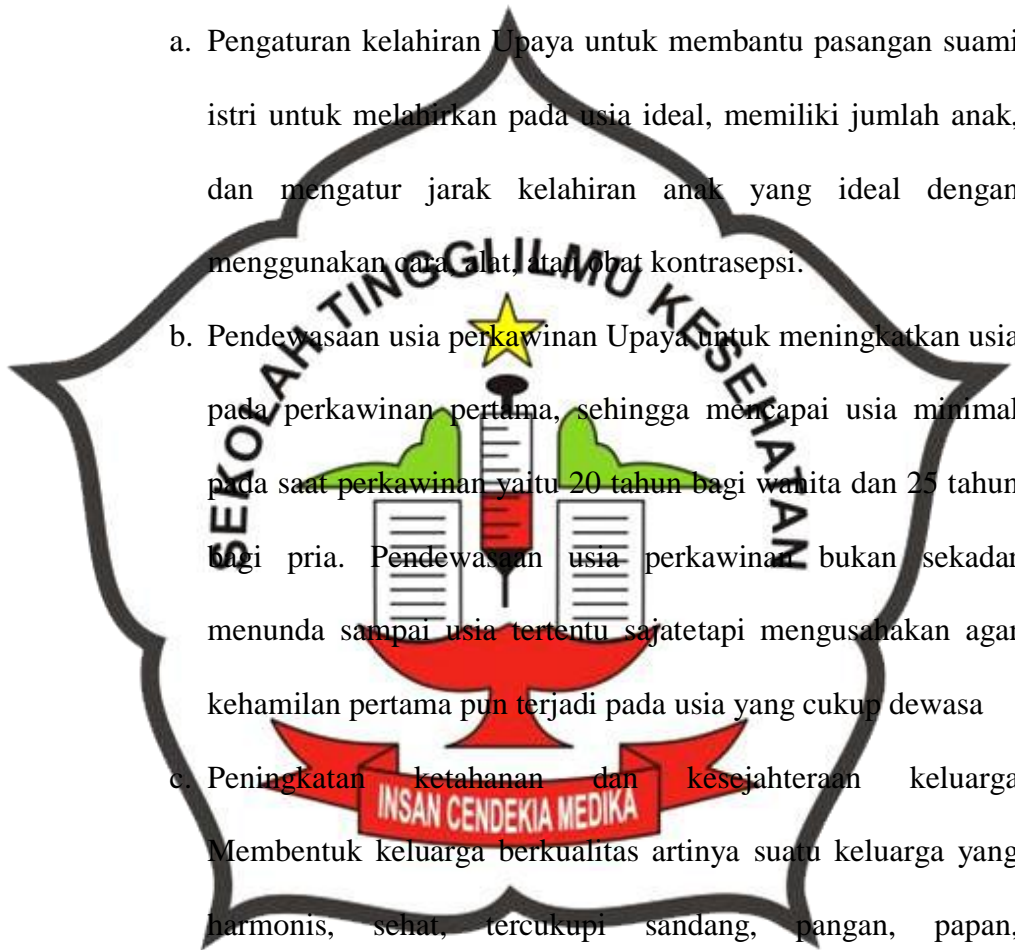 a. Pengaturan kelahiran Upaya untuk membantu pasangan suami
istri untuk melahirkan pada usia ideal, memiliki jumlah anak,
dan mengatur jarak kelahiran anak yang ideal dengan
menggunakan cara, alat, atau obat kontrasepsi.
SEKOLAH TINGGI ILMU KESEHATAN
b. Pendewasaan usia perkawinan Upaya untuk meningkatkan usia
pada perkawinan pertama, sehingga mencapai usia minimal
pada saat perkawinan yaitu 20 tahun bagi wanita dan 25 tahun
bagi pria. Pendewasaan usia perkawinan bukan sekadar
menunda sampai usia tertentu sajatetapi mengusahakan agar
kehamilan pertama pun terjadi pada usia yang cukup dewasa
c. Peningkatan ketahanan dan kesejahteraan keluarga
INSAN CENDEKIA MEDIKA
Membentuk keluarga berkualitas artinya suatu keluarga yang
harmonis, sehat, tercukupi sandang, pangan, papan,